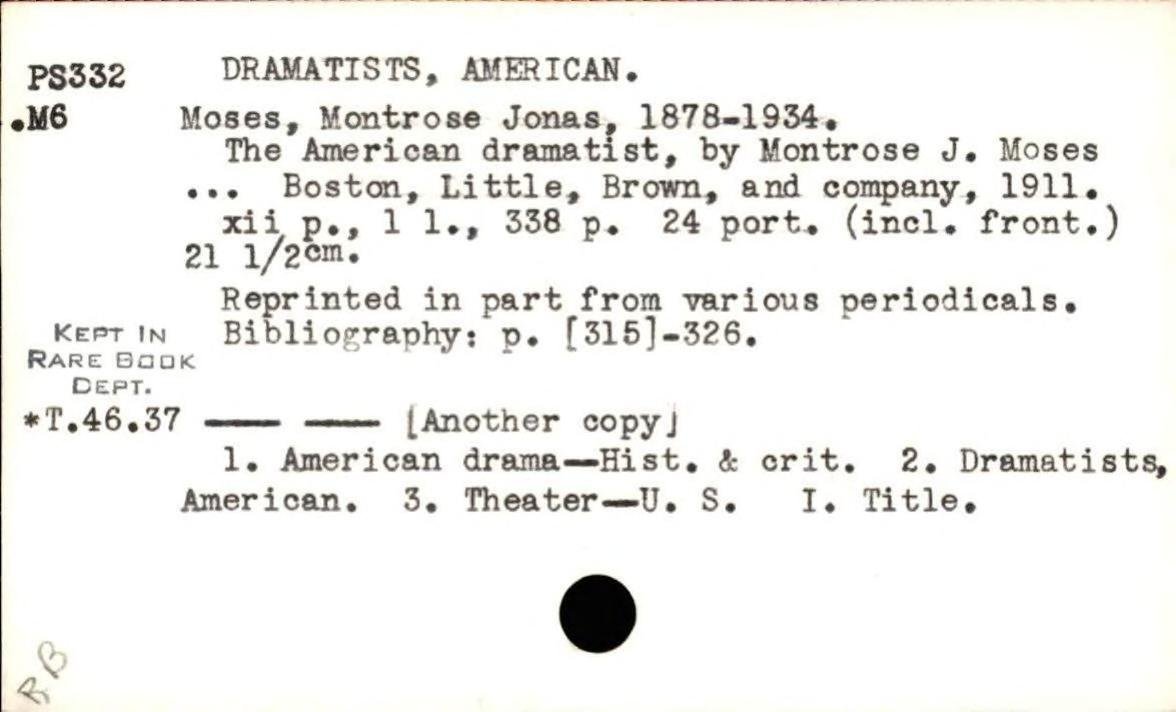 PS332 DRAMATISTS, AMERICAN.
.M6 Moses, Montrose Jonas, 1878-1934.
The American dramatist, by Montrose J. Moses
... Boston, Little, Brown, and company, 1911.
xii p., 1 l., 338 p. 24 port. (incl. front.)
21 1/2cm.
Reprinted in part from various periodicals.
KEPT IN Bibliography: p. [315]-326.
RARE BOOK
DEPT.
*T.46.37 —— —— [Another copy]
1. American drama—Hist. & crit. 2. Dramatists,
American. 3. Theater—U. S. I. Title.
RB